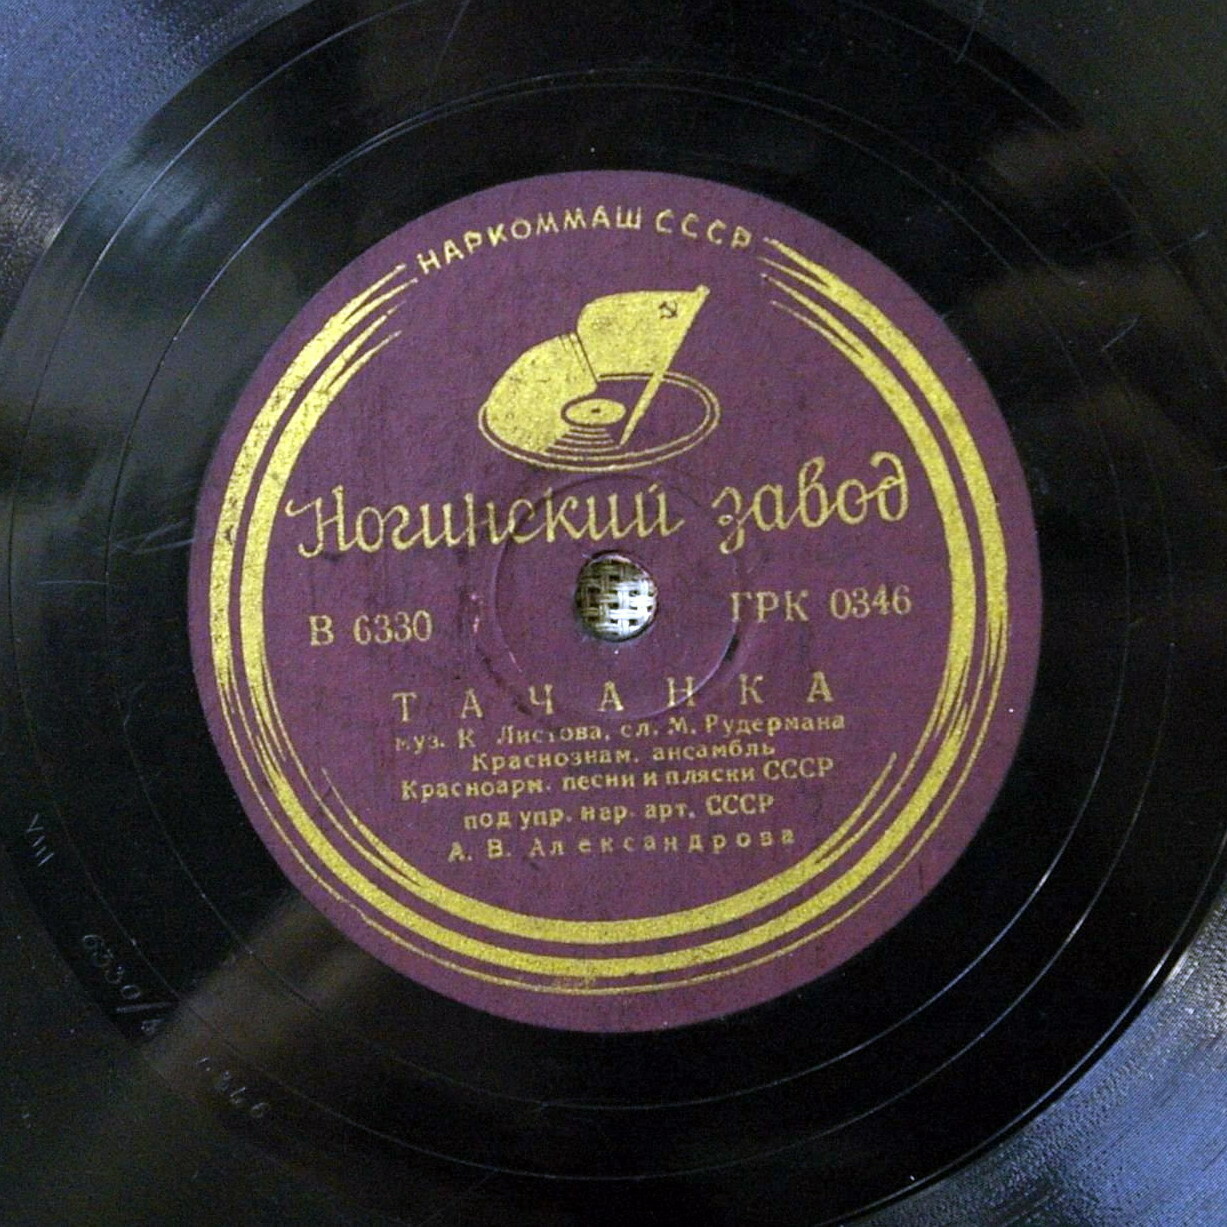 НАРКОММАШ СССР
Ногинский завод
В 6330
ГРК 0346
ТАЧАНКА
муз. К Листова, сл. М. Рудермана
Краснознам. ансамбль
Красноарм. песни и пляски СССР
под упр. нар. арт. СССР
А. В. Александрова